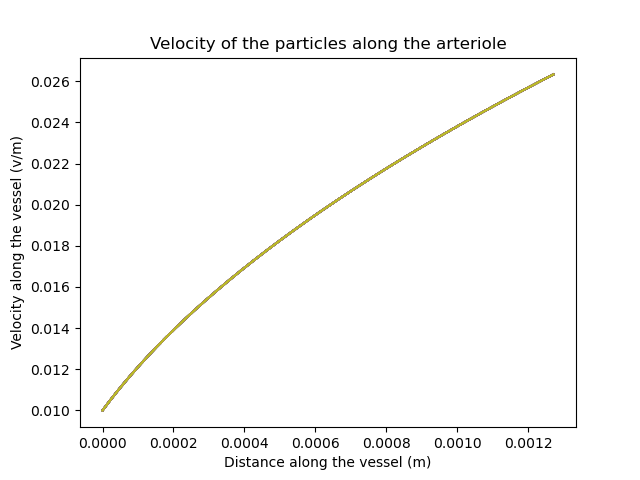 Velocity of the particles along the arteriole
0.026
0.024
0.022
0.020
0.018
0.016
0.014
0.012
0.010
Velocity along the vessel (v/m)
0.0000 0.0002 0.0004 0.0006 0.0008 0.0010 0.0012
Distance along the vessel (m)